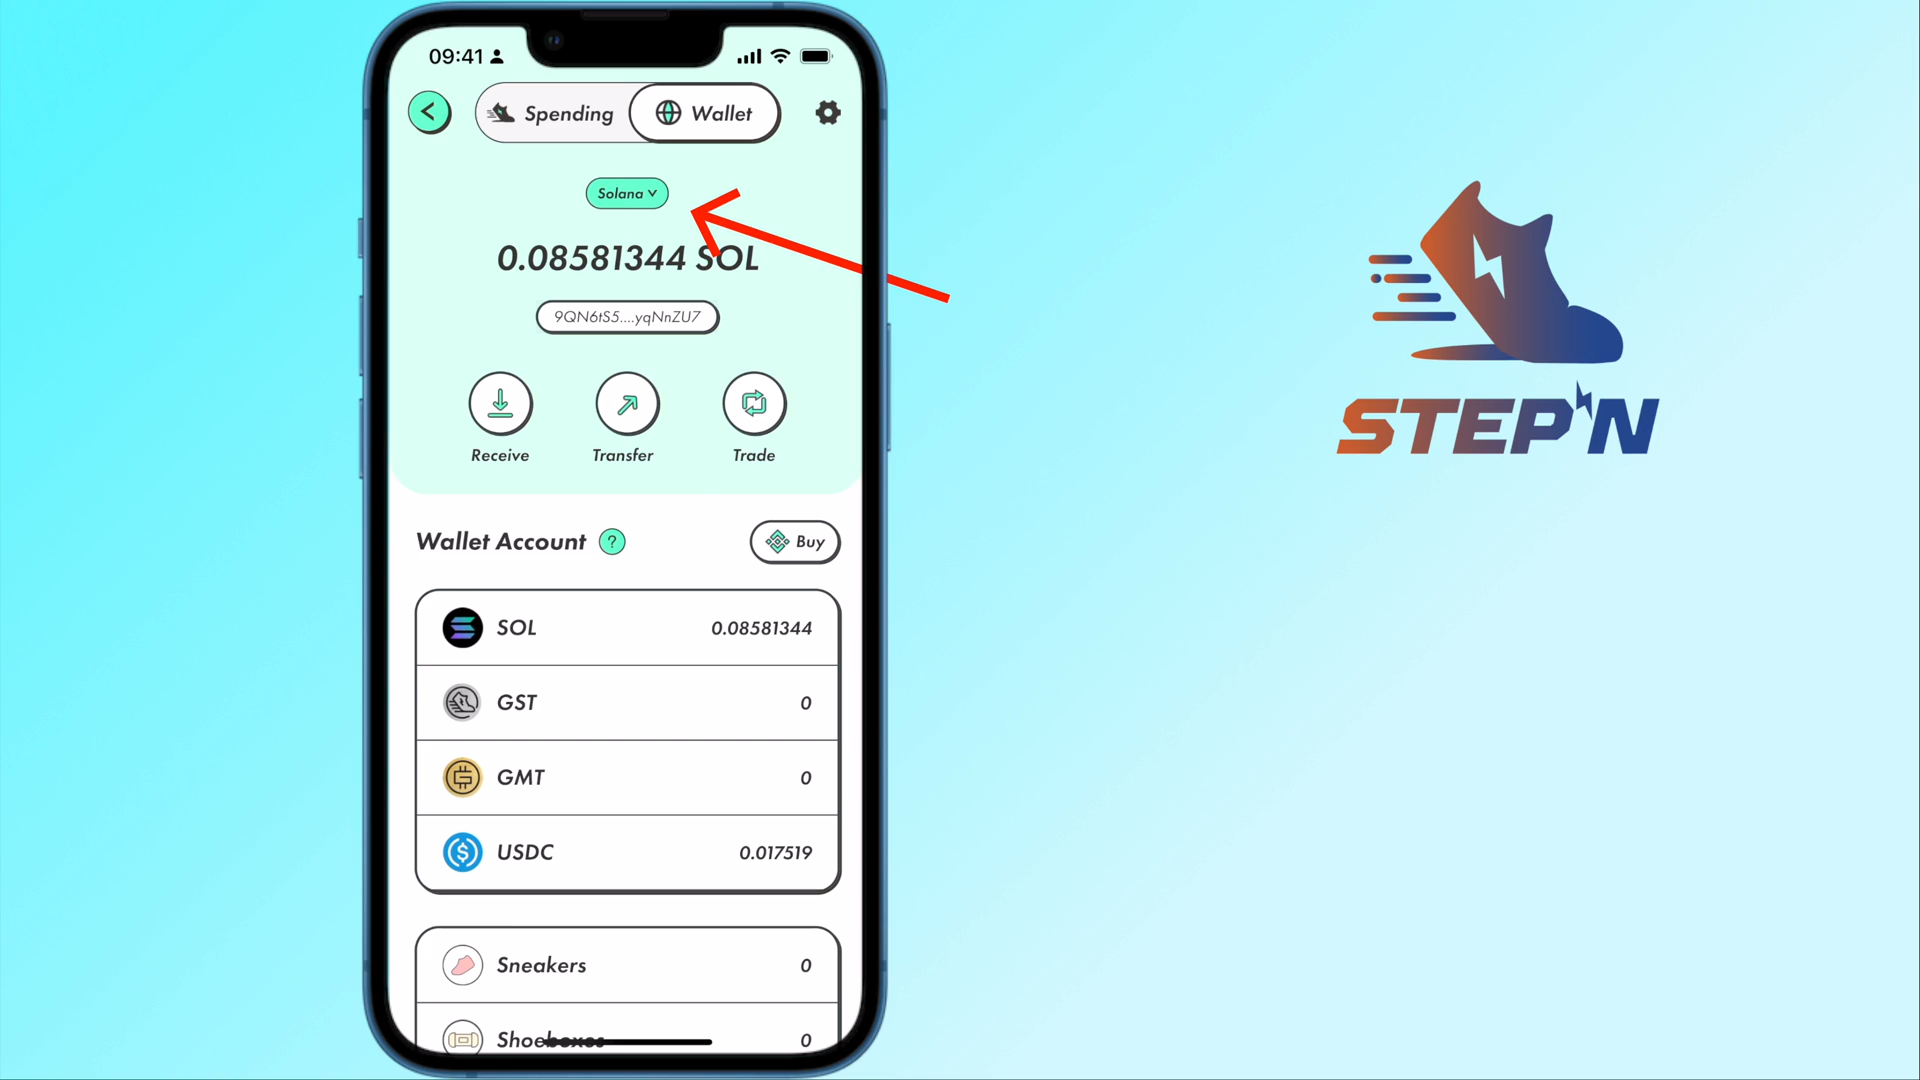 09:41
Spending
Wallet
Solana
0.08581344 SOL
9QN6tS5....yqNnZU7
Receive
Transfer
Trade
Wallet Account ?
Buy
SOL 0.08581344
GST 0
GMT 0
USDC 0.017519
Sneakers 0
Shoeboxes 0
STEP'N